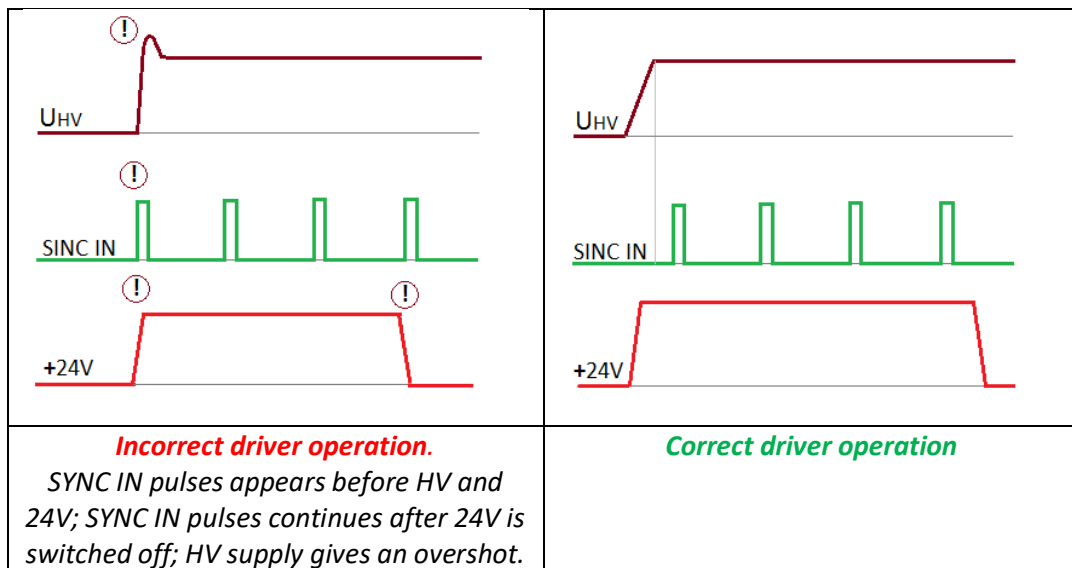 !
UHV
!
SINC IN
!
!
+24V
UHV
SINC IN
+24V
Incorrect driver operation.
SYNC IN pulses appears before HV and
24V; SYNC IN pulses continues after 24V is
switched off; HV supply gives an overshot.
Correct driver operation